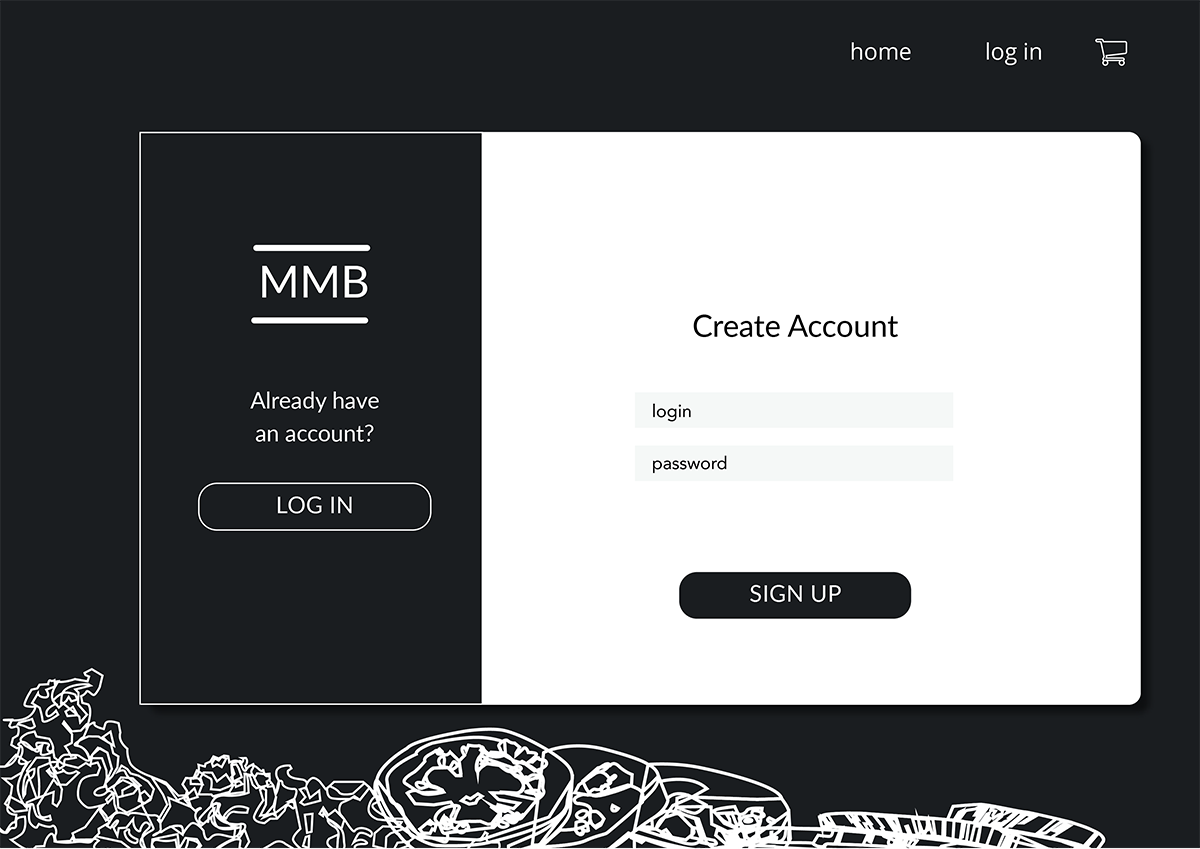 home
log in
MMB
Already have
an account?
LOG IN
Create Account
login
password
SIGN UP